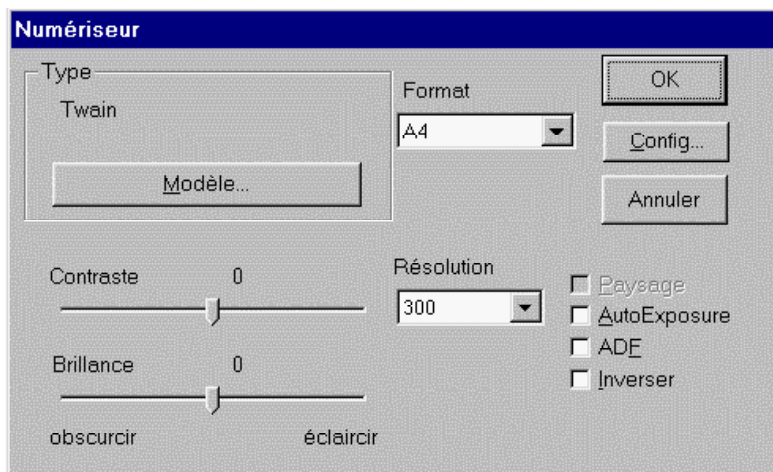 Numériseur
Type
Twain
Modèle...
Format
A4
OK
Config...
Annuler
Contraste 0
Résolution
300
Brillance 0
obscurcir éclaircir
Paysage
AutoExposure
ADF
Inverser